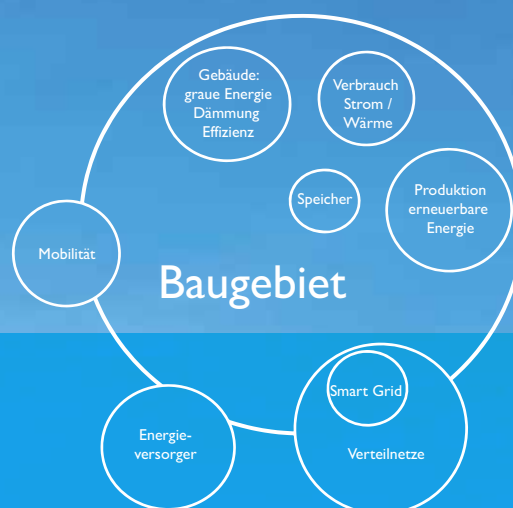 Gebäude:
graue Energie
Dämmung
Effizienz
Verbrauch
Strom /
Wärme
Speicher
Produktion
erneuerbare
Energie
Mobilität
Baugebiet
Smart Grid
Energie-
versorger
Verteilnetze